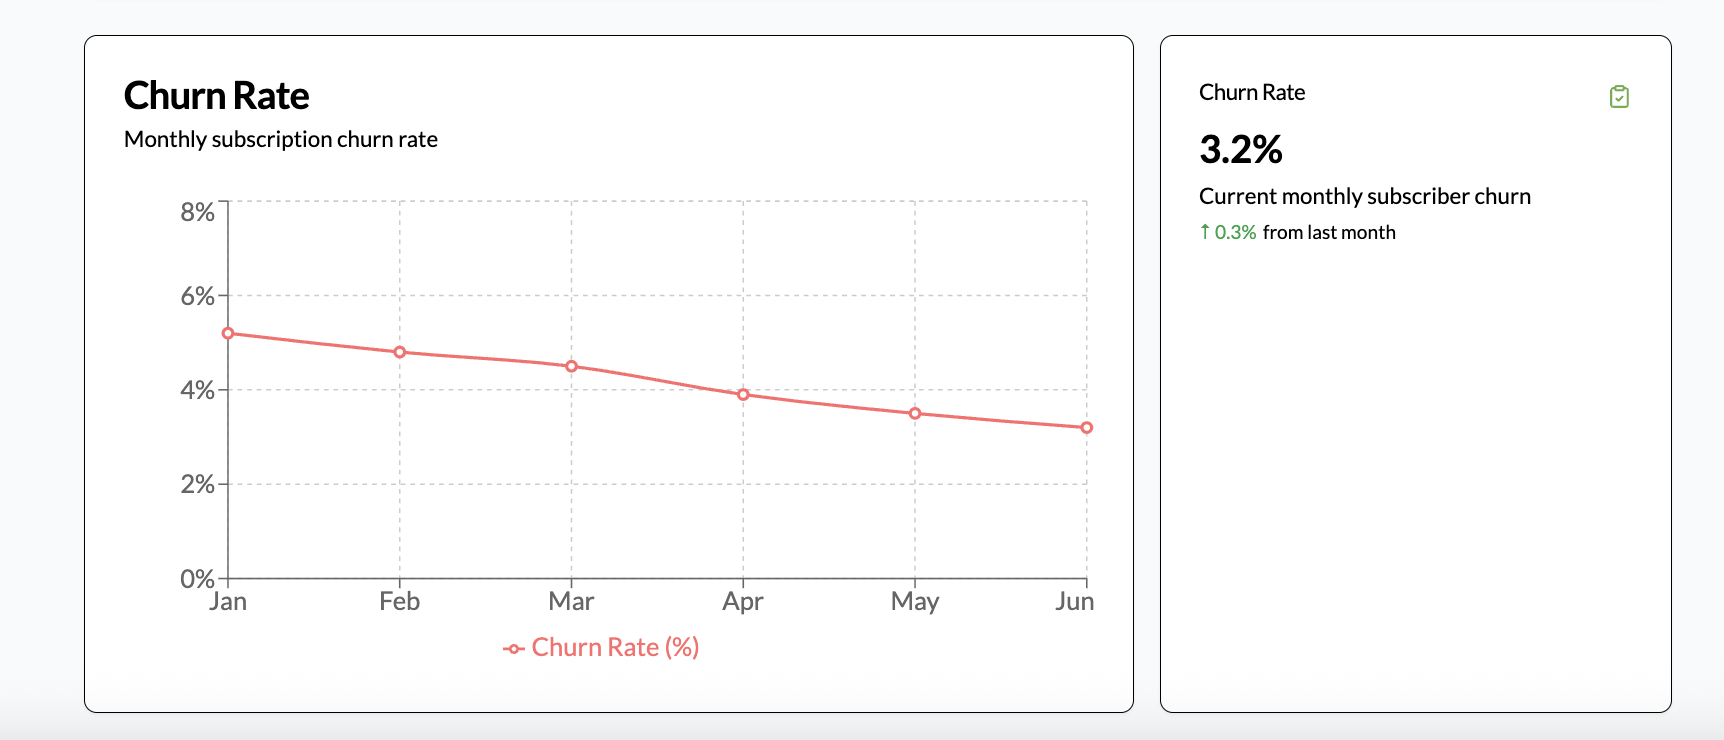 Churn Rate
Monthly subscription churn rate
8%
6%
4%
2%
0%
Jan Feb Mar Apr May Jun
Churn Rate (%)
Churn Rate
3.2%
Current monthly subscriber churn
↑ 0.3% from last month